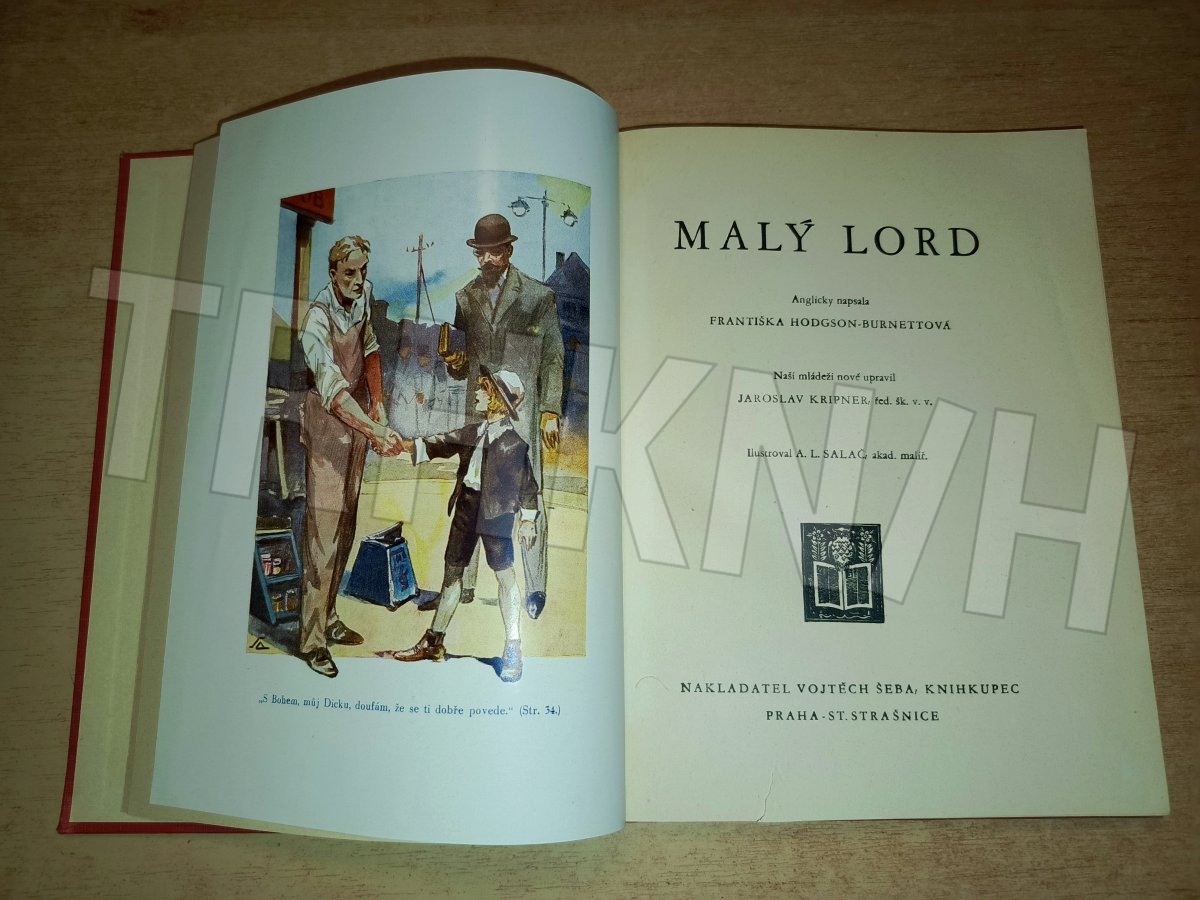 „S Bohem, můj Dicku, doufám, že se ti dobře povede.“ (Str. 34.)
MALÝ LORD
Anglicky napsala
FRANTIŠKA HODGSON-BURNETTOVÁ
Naší mládeži nově upravil
JAROSLAV KRIPNER, řed. šk. v. v.
Ilustroval A. L. SALAČ, akad. malíř.
NAKLADATEL VOJTĚCH ŠEBA, KNIHKUPEC
PRAHA-ST. STRAŠNICE